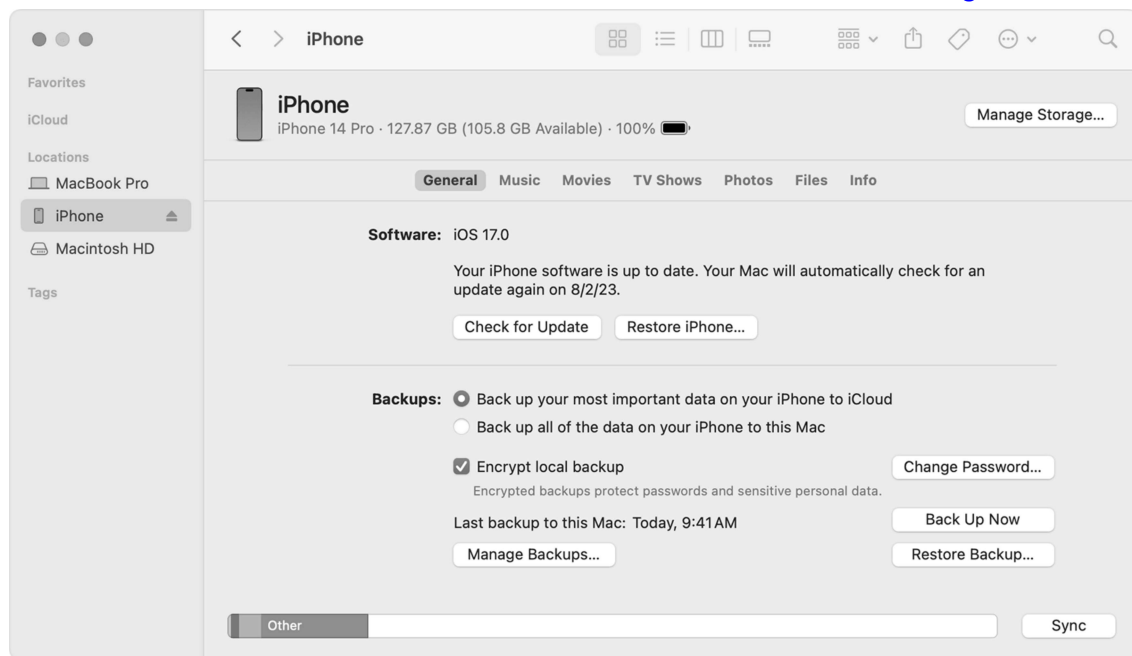 iPhone
Favorites
iCloud
Locations
MacBook Pro
iPhone
Macintosh HD
Tags
iPhone
iPhone 14 Pro · 127.87 GB (105.8 GB Available) · 100%
Manage Storage...
General Music Movies TV Shows Photos Files Info
Software: iOS 17.0
Your iPhone software is up to date. Your Mac will automatically check for an
update again on 8/2/23.
Check for Update Restore iPhone...
Backups: Back up your most important data on your iPhone to iCloud
Back up all of the data on your iPhone to this Mac
Encrypt local backup Change Password...
Encrypted backups protect passwords and sensitive personal data.
Last backup to this Mac: Today, 9:41 AM Back Up Now
Manage Backups... Restore Backup...
Other Sync